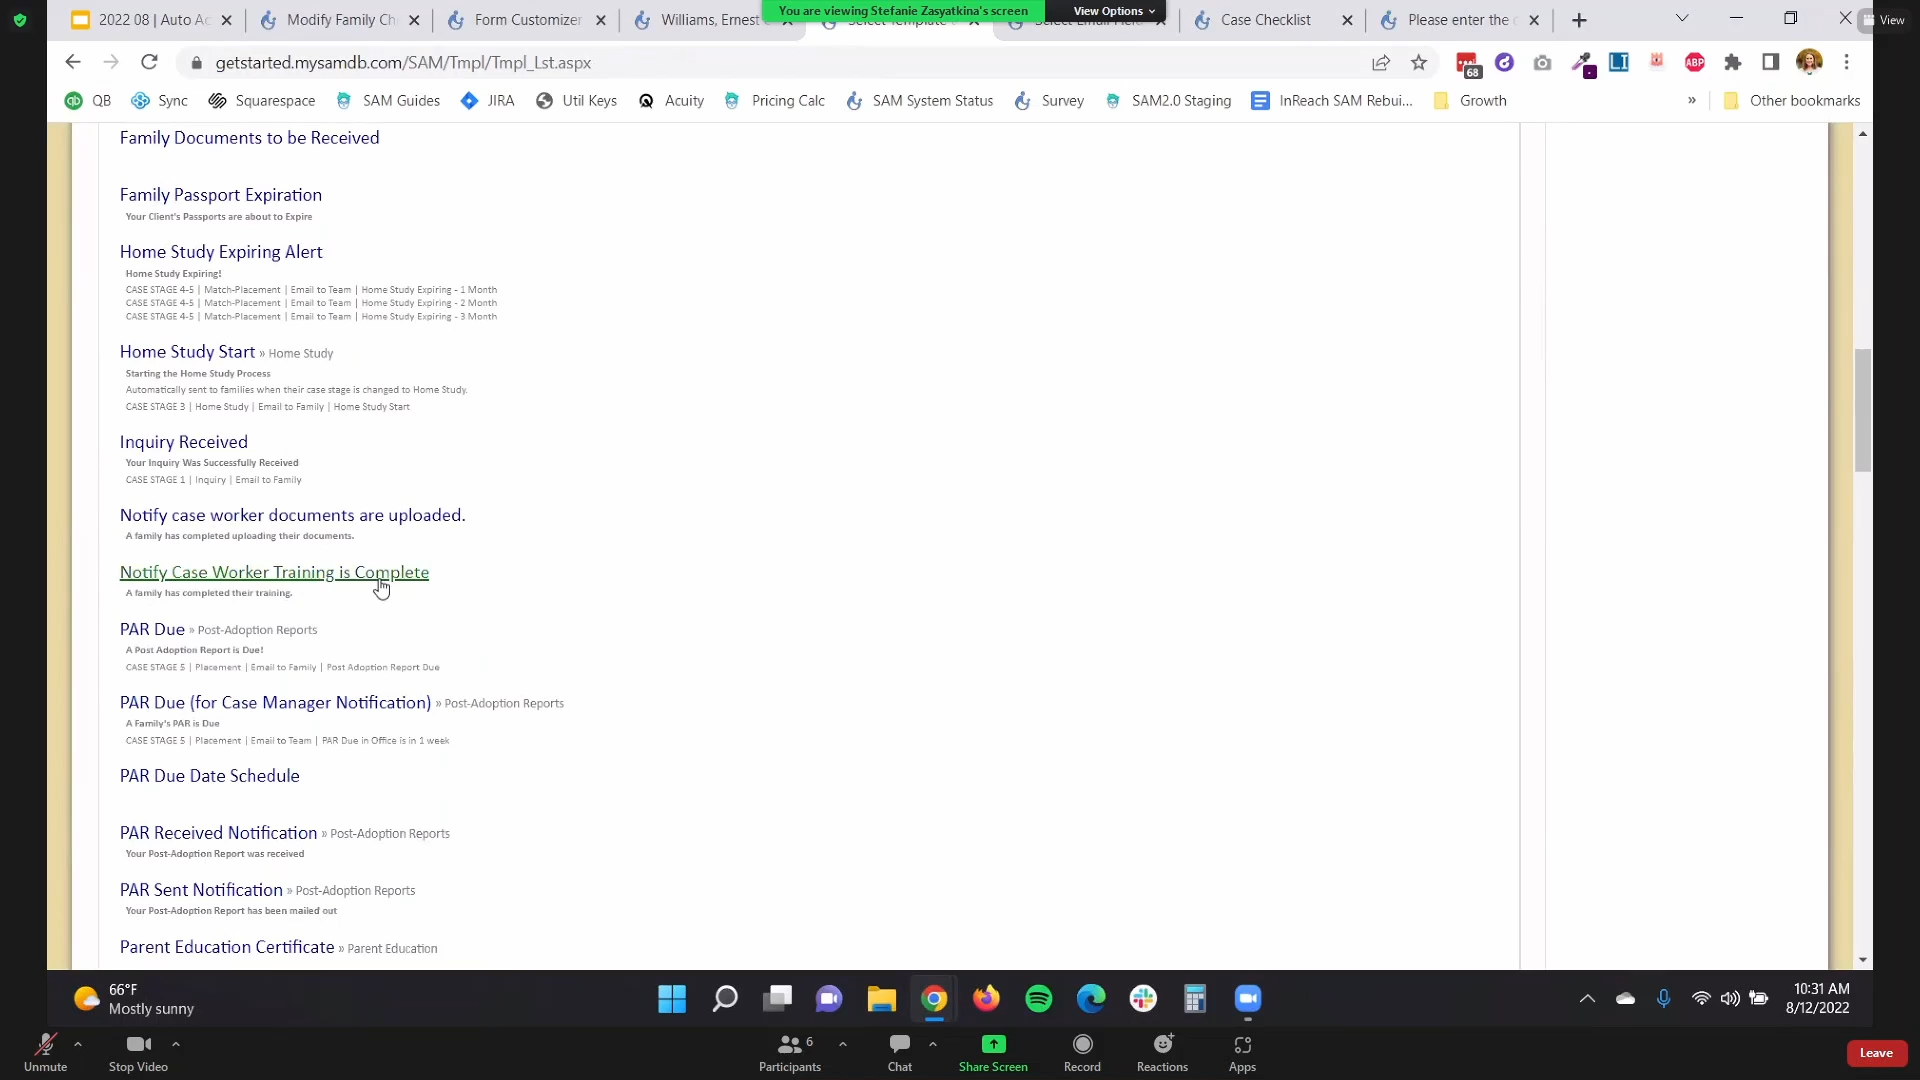 2022 08 | Auto Ac
Modify Family Ch
Form Customizer
Williams, Ernest
You are viewing Stefanie Zasyatkina's screen
View Options
Case Checklist
Please enter the c
View
getstarted.mysamdb.com/SAM/Tmpl/Tmpl_Lst.aspx
68
LI
ABP
QB
Sync
Squarespace
SAM Guides
JIRA
Util Keys
Acuity
Pricing Calc
SAM System Status
Survey
SAM2.0 Staging
InReach SAM Rebui...
Growth
»
Other bookmarks
Family Documents to be Received
Family Passport Expiration
Your Client's Passports are about to Expire
Home Study Expiring Alert
Home Study Expiring!
CASE STAGE 4-5 | Match-Placement | Email to Team | Home Study Expiring - 1 Month
CASE STAGE 4-5 | Match-Placement | Email to Team | Home Study Expiring - 2 Month
CASE STAGE 4-5 | Match-Placement | Email to Team | Home Study Expiring - 3 Month
Home Study Start » Home Study
Starting the Home Study Process
Automatically sent to families when their case stage is changed to Home Study.
CASE STAGE 3 | Home Study | Email to Family | Home Study Start
Inquiry Received
Your Inquiry Was Successfully Received
CASE STAGE 1 | Inquiry | Email to Family
Notify case worker documents are uploaded.
A family has completed uploading their documents.
Notify Case Worker Training is Complete
A family has completed their training.
PAR Due » Post-Adoption Reports
A Post Adoption Report is Due!
CASE STAGE 5 | Placement | Email to Family | Post Adoption Report Due
PAR Due (for Case Manager Notification) » Post-Adoption Reports
A Family's PAR is Due
CASE STAGE 5 | Placement | Email to Team | PAR Due in Office is in 1 week
PAR Due Date Schedule
PAR Received Notification » Post-Adoption Reports
Your Post-Adoption Report was received
PAR Sent Notification » Post-Adoption Reports
Your Post-Adoption Report has been mailed out
Parent Education Certificate » Parent Education
66°F
Mostly sunny
10:31 AM
8/12/2022
Unmute
Stop Video
Participants
6
Chat
Share Screen
Record
Reactions
Apps
Leave